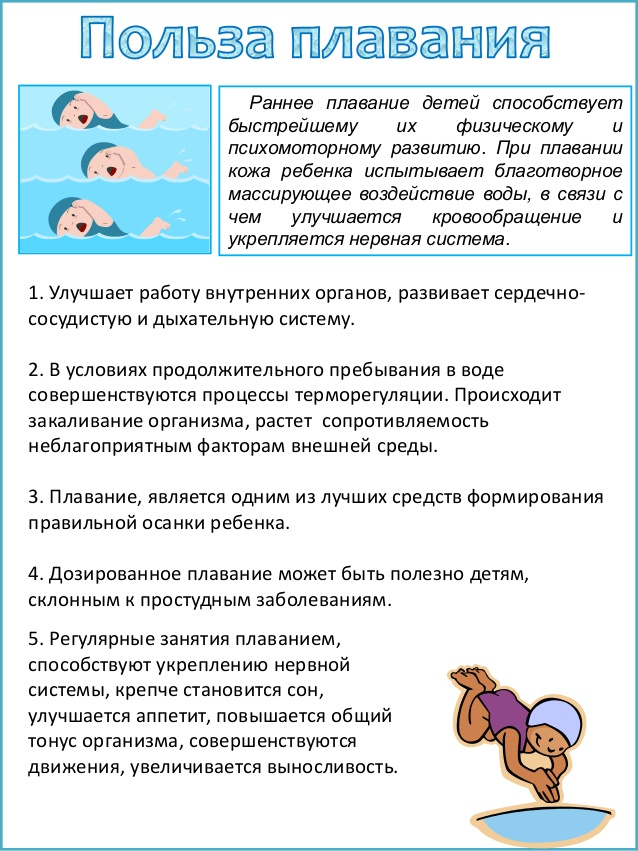 Польза плавания
Раннее плавание детей способствует
быстрейшему их физическому и
психомоторному развитию. При плавании
кожа ребенка испытывает благотворное
массирующее воздействие воды, в связи с
чем улучшается кровообращение и
укрепляется нервная система.
1. Улучшает работу внутренних органов, развивает сердечно-
сосудистую и дыхательную систему.
2. В условиях продолжительного пребывания в воде
совершенствуются процессы терморегуляции. Происходит
закаливание организма, растет  сопротивляемость
неблагоприятным факторам внешней среды.
3. Плавание, является одним из лучших средств формирования
правильной осанки ребенка.
4. Дозированное плавание может быть полезно детям,
склонным к простудным заболеваниям.
5. Регулярные занятия плаванием,
способствуют укреплению нервной
системы, крепче становится сон,
улучшается аппетит, повышается общий
тонус организма, совершенствуются
движения, увеличивается выносливость.